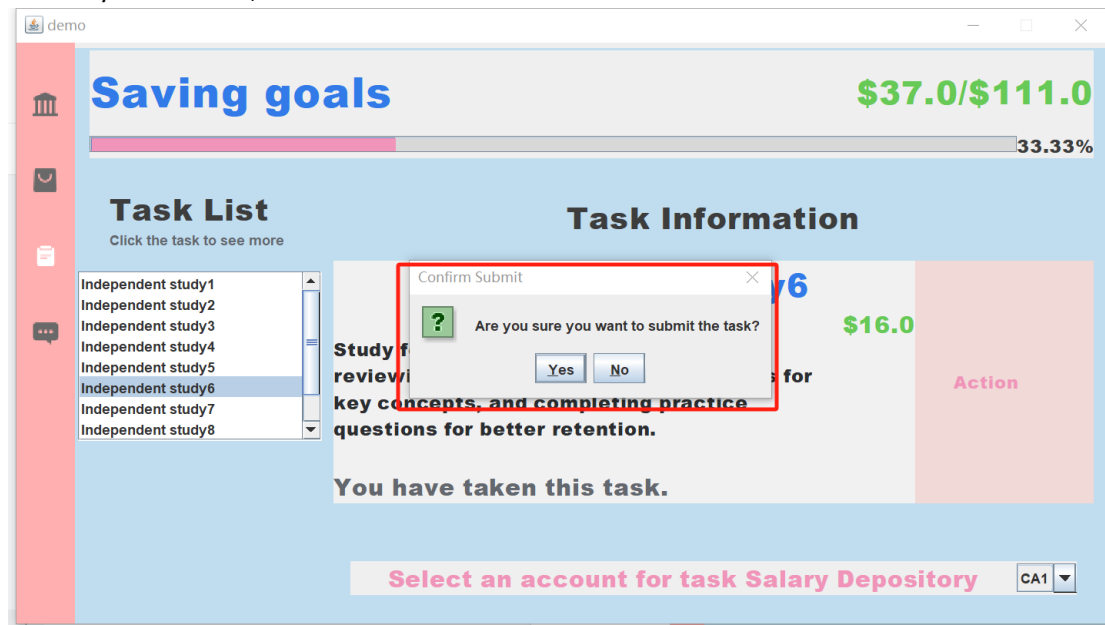 demo
Saving goals
$37.0/$111.0
33.33%
Task List
Click the task to see more
Task Information
Independent study1
Independent study2
Independent study3
Independent study4
Independent study5
Independent study6
Independent study7
Independent study8
Confirm Submit
Are you sure you want to submit the task?
Yes
No
y6
$16.0
Study f
reviewi
s for
key concepts, and completing practice
questions for better retention.
You have taken this task.
Action
Select an account for task Salary Depository
CA1